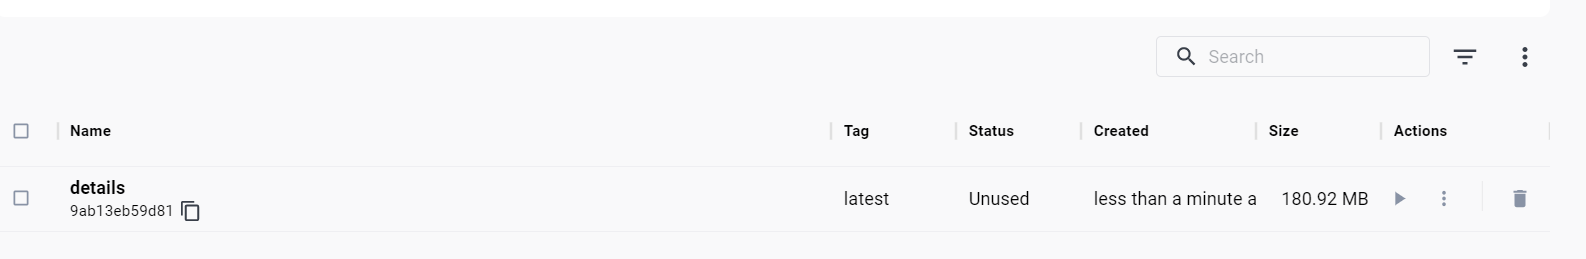 Search
Name Tag Status Created Size Actions
details
9ab13eb59d81 latest Unused less than a minute a 180.92 MB